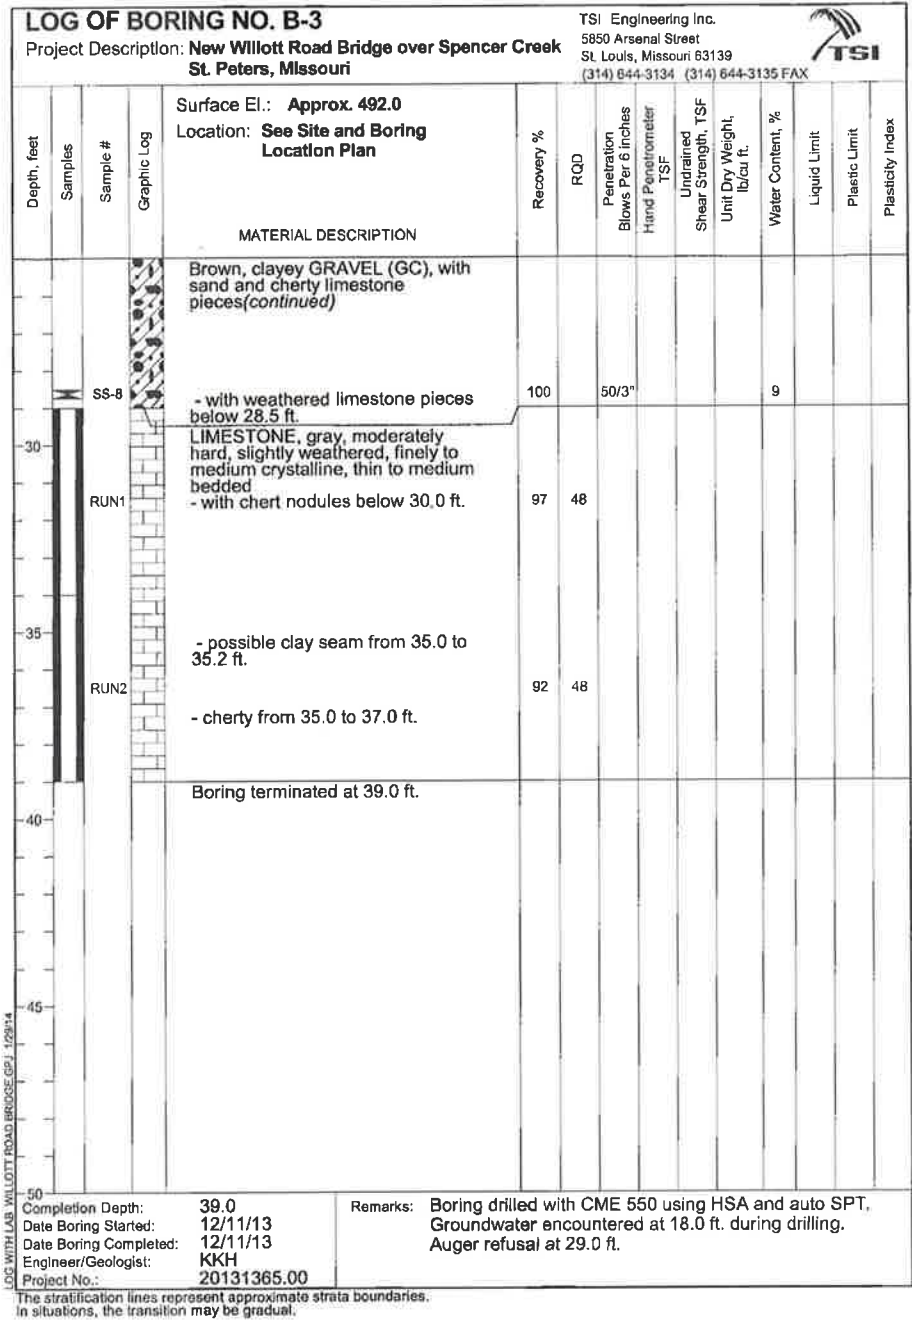 LOG OF BORING NO. B-3
Project Description: New Willott Road Bridge over Spencer Creek
St. Peters, Missouri
TSI Engineering Inc.
5850 Arsenal Street
St. Louis, Missouri 63139
(314) 644-3134 (314) 644-3135 FAX
TSI
Depth, feet
Samples
Sample #
Graphic Log
Surface El.: Approx. 492.0
Location: See Site and Boring
Location Plan
MATERIAL DESCRIPTION
Recovery %
RQD
Penetration
Blows Per 6 inches
Hand Penetrometer
TSF
Undrained
Shear Strength, TSF
Unit Dry Weight,
lb/cu ft.
Water Content, %
Liquid Limit
Plastic Limit
Plasticity Index
Brown, clayey GRAVEL (GC), with
sand and cherty limestone
pieces(continued)
SS-8
- with weathered limestone pieces
below 28.5 ft.
100
50/3"
9
30
LIMESTONE, gray, moderately
hard, slightly weathered, finely to
medium crystalline, thin to medium
bedded
RUN1
- with chert nodules below 30.0 ft.
97
48
35
- possible clay seam from 35.0 to
35.2 ft.
RUN2
92
48
- cherty from 35.0 to 37.0 ft.
Boring terminated at 39.0 ft.
40
45
50
LOG WITH LAB WILLOTT ROAD BRIDGE.GPJ 1/29/14
Completion Depth: 39.0
Date Boring Started: 12/11/13
Date Boring Completed: 12/11/13
Engineer/Geologist: KKH
Project No.: 20131365.00
Remarks: Boring drilled with CME 550 using HSA and auto SPT.
Groundwater encountered at 18.0 ft. during drilling.
Auger refusal at 29.0 ft.
The stratification lines represent approximate strata boundaries.
In situations, the transition may be gradual.